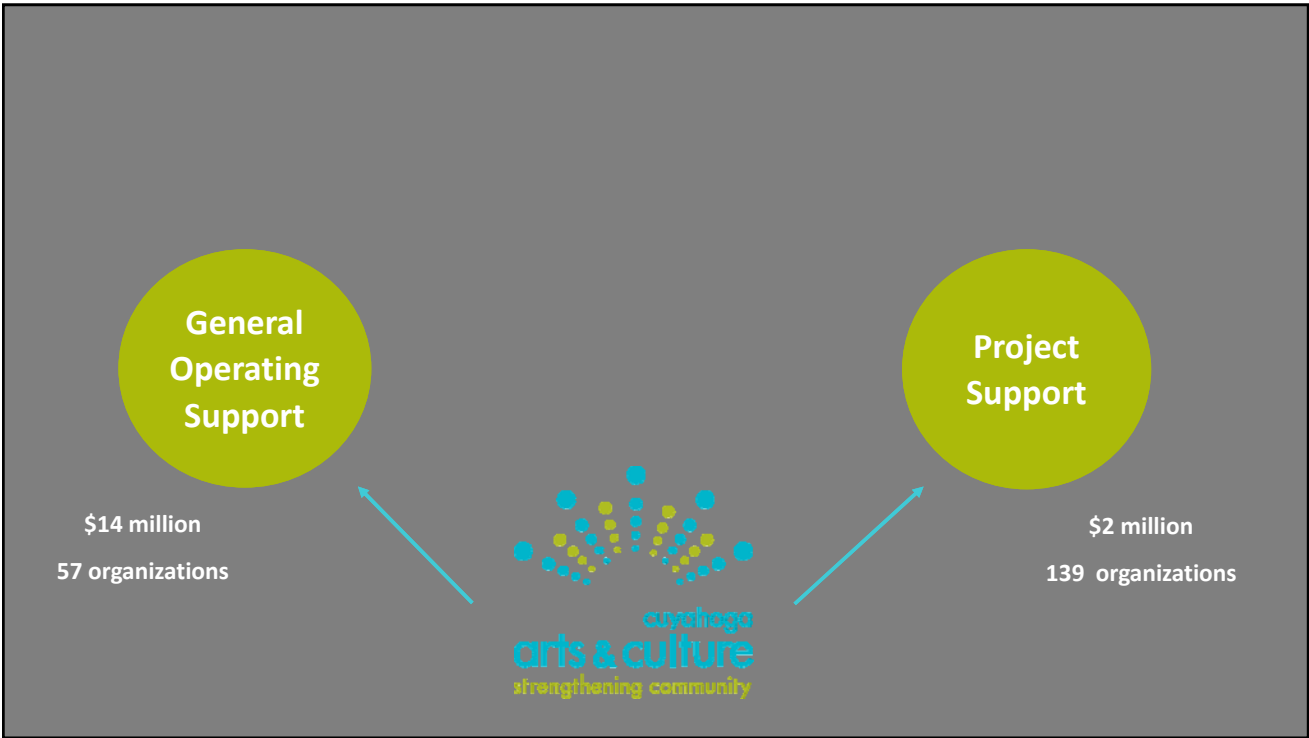 General
Operating
Support
$14 million
57 organizations
Project
Support
$2 million
139 organizations
cuyahoga
arts & culture
strengthening community